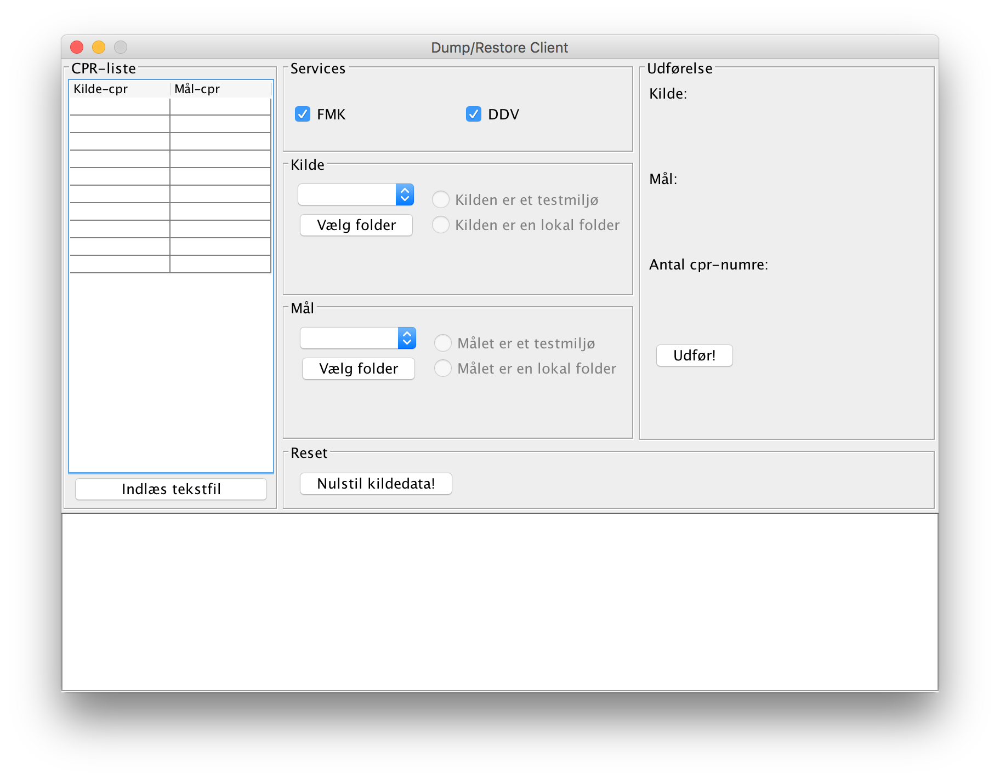 Dump/Restore Client
CPR-liste
Kilde-cpr
Mål-cpr
Indlæs tekstfil
Services
FMK
DDV
Kilde
Kilden er et testmiljø
Vælg folder
Kilden er en lokal folder
Mål
Målet er et testmiljø
Vælg folder
Målet er en lokal folder
Udførelse
Kilde:
Mål:
Antal cpr-numre:
Udfør!
Reset
Nulstil kildedata!